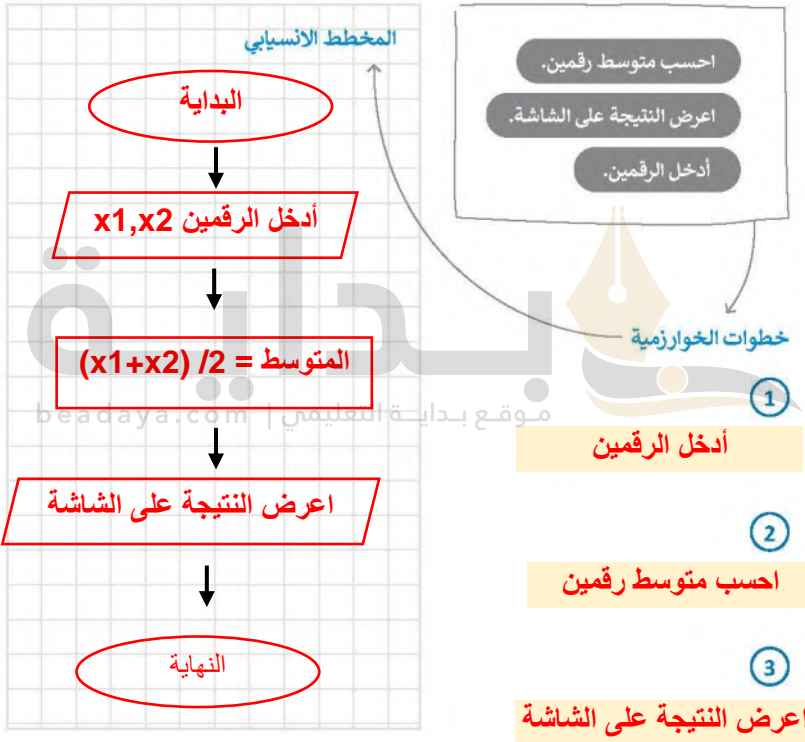 احسب متوسط رقمين.
اعرض النتيجة على الشاشة.
أدخل الرقمين.
خطوات الخوارزمية
1
أدخل الرقمين
2
احسب متوسط رقمين
3
اعرض النتيجة على الشاشة
المخطط الانسيابي
البداية
أدخل الرقمين x1,x2
المتوسط = (x1+x2) /2
اعرض النتيجة على الشاشة
النهاية
بداية
موقع بداية التعليمي | beadaya.com